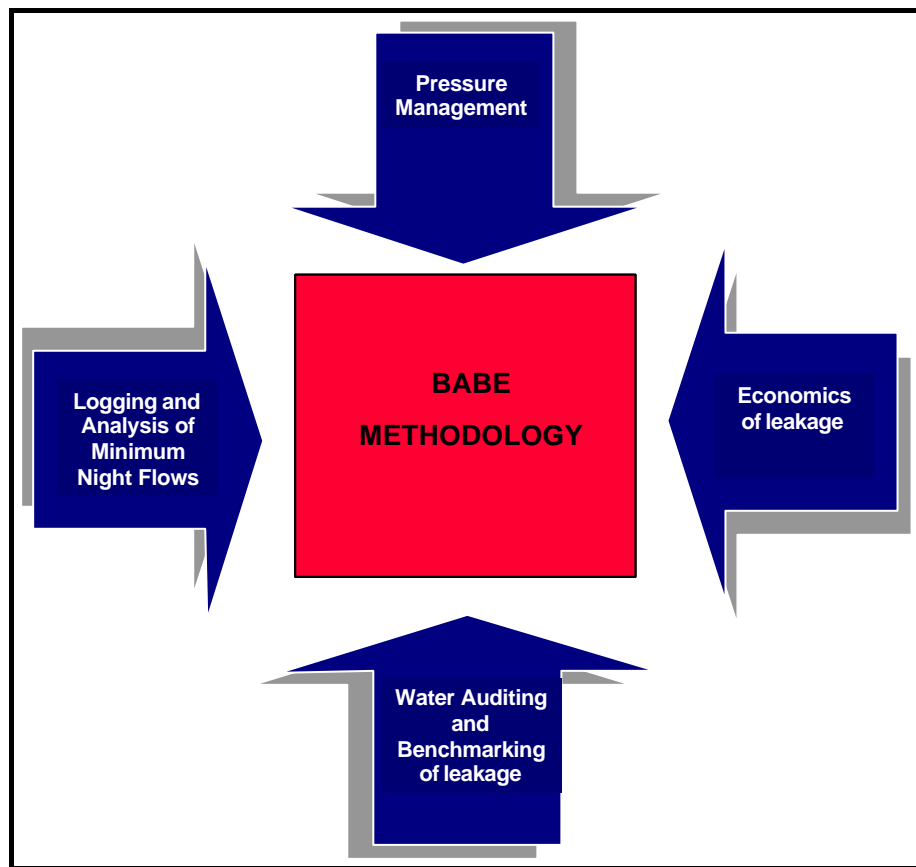 Pressure
Management
BABE
METHODOLOGY
Logging and
Analysis of
Minimum
Night Flows
Economics
of leakage
Water Auditing
and
Benchmarking
of leakage